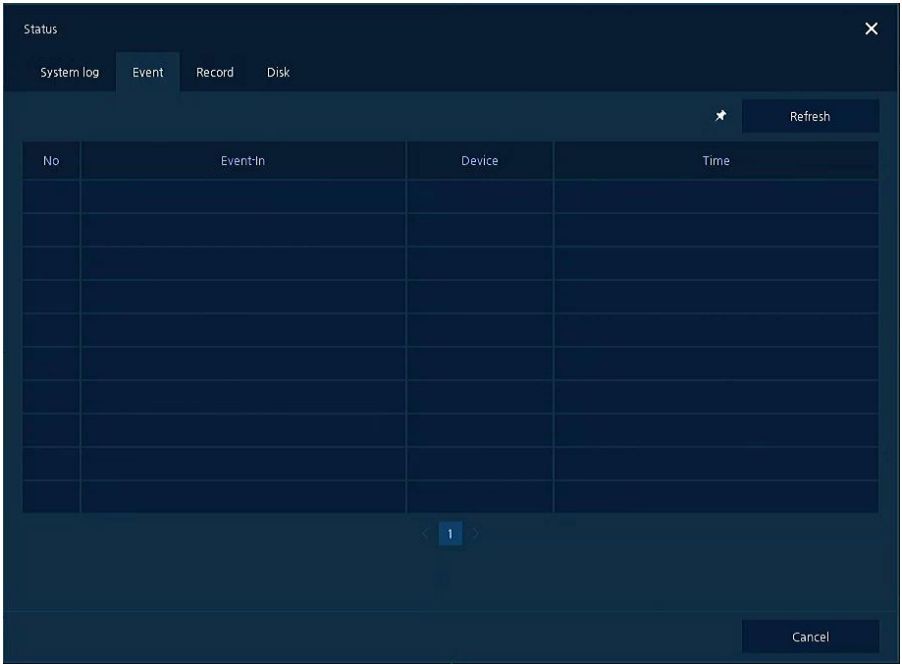 Status
System log Event Record Disk
Refresh
No Event-In Device Time
1
Cancel